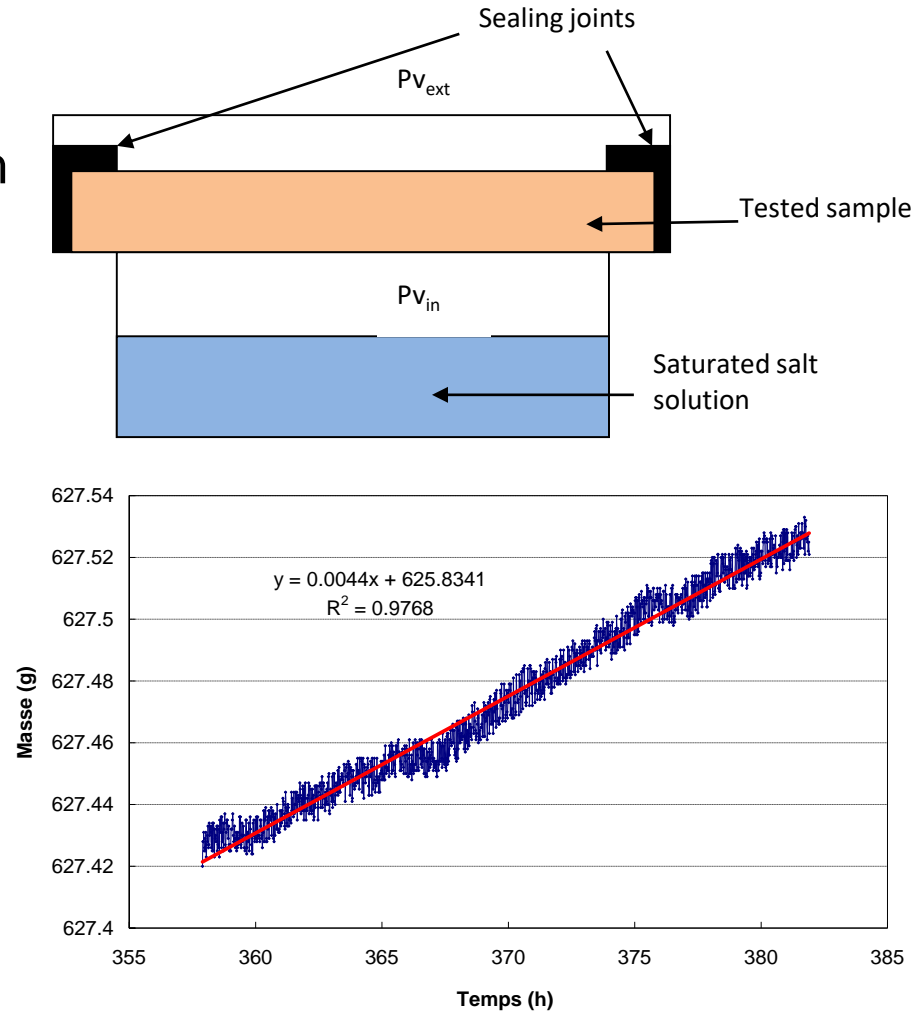 Sealing joints
Pv_ext
n
Tested sample
Pv_in
Saturated salt
solution
627.54
627.52
627.5
627.48
627.46
627.44
627.42
627.4
y = 0.0044x + 625.8341
R² = 0.9768
Masse (g)
355
360
365
370
375
380
385
Temps (h)